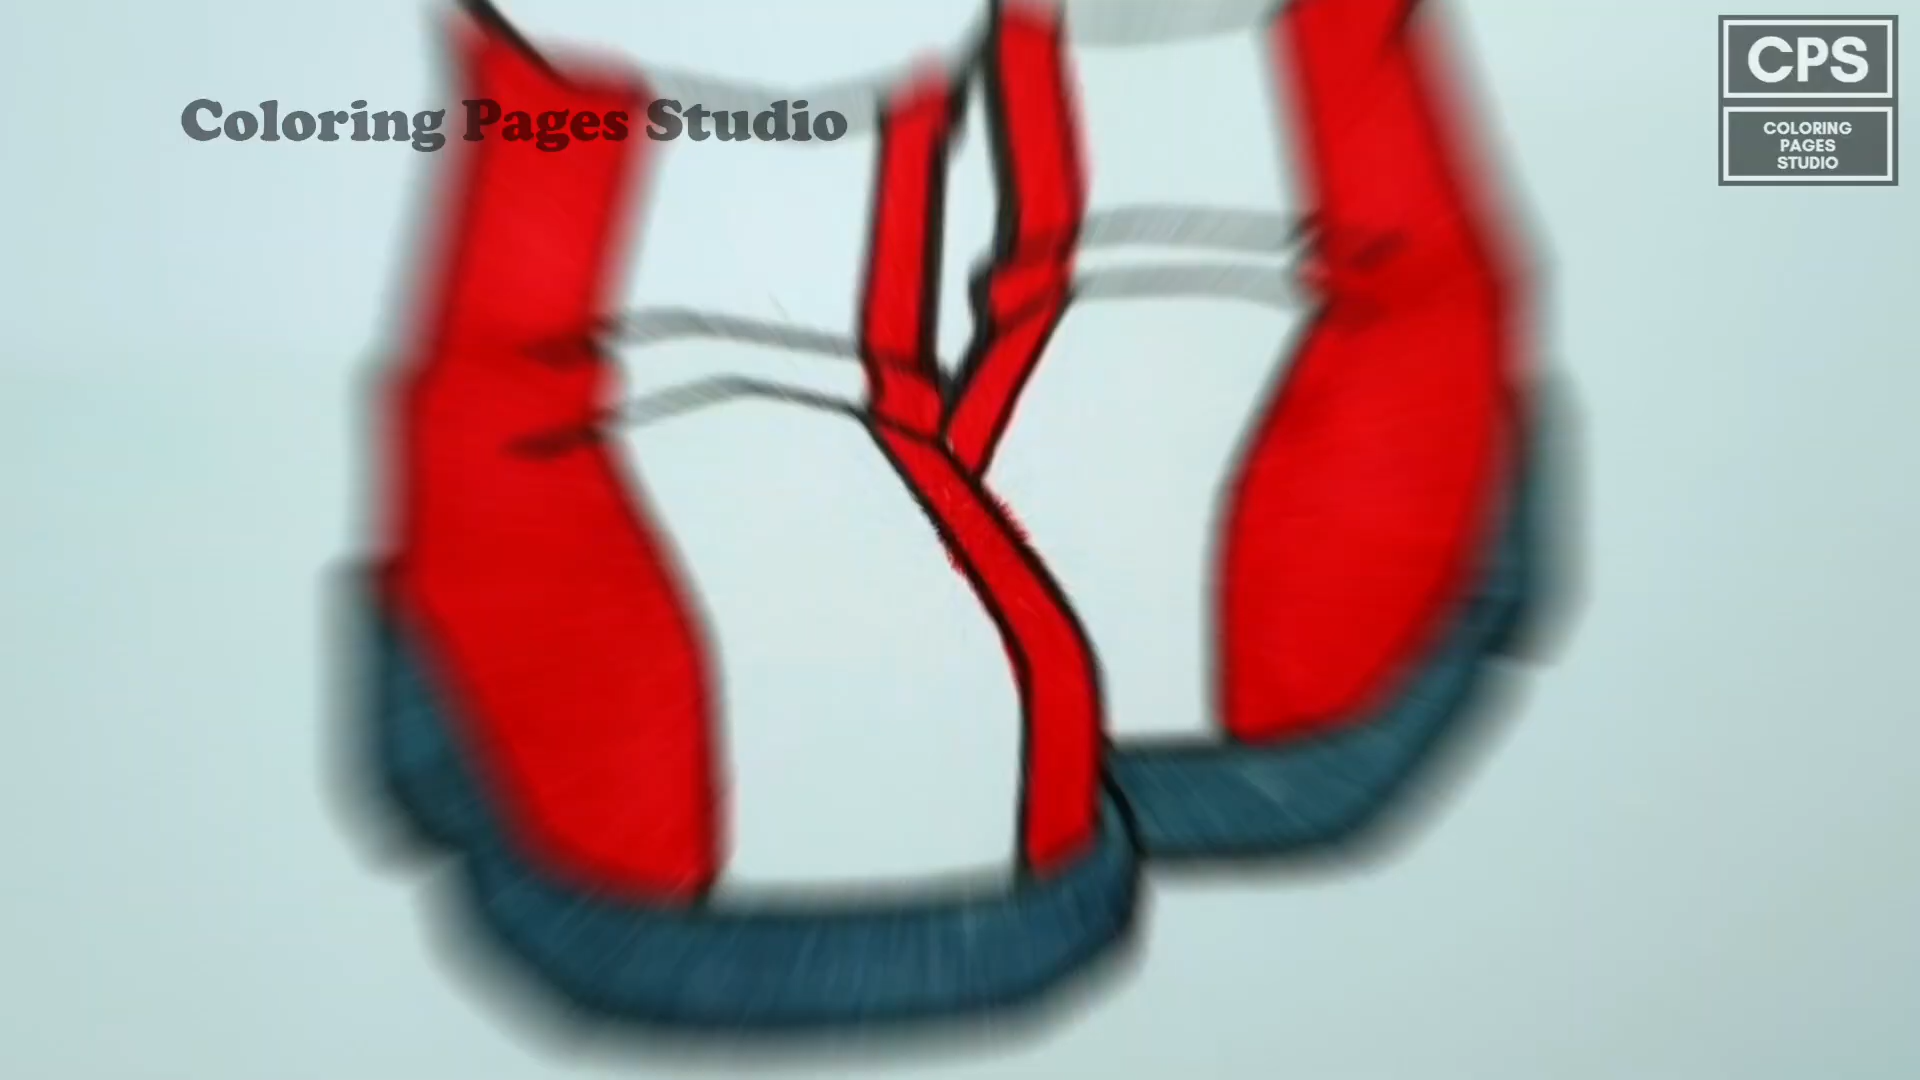 Coloring Pages Studio
CPS
COLORING
PAGES
STUDIO